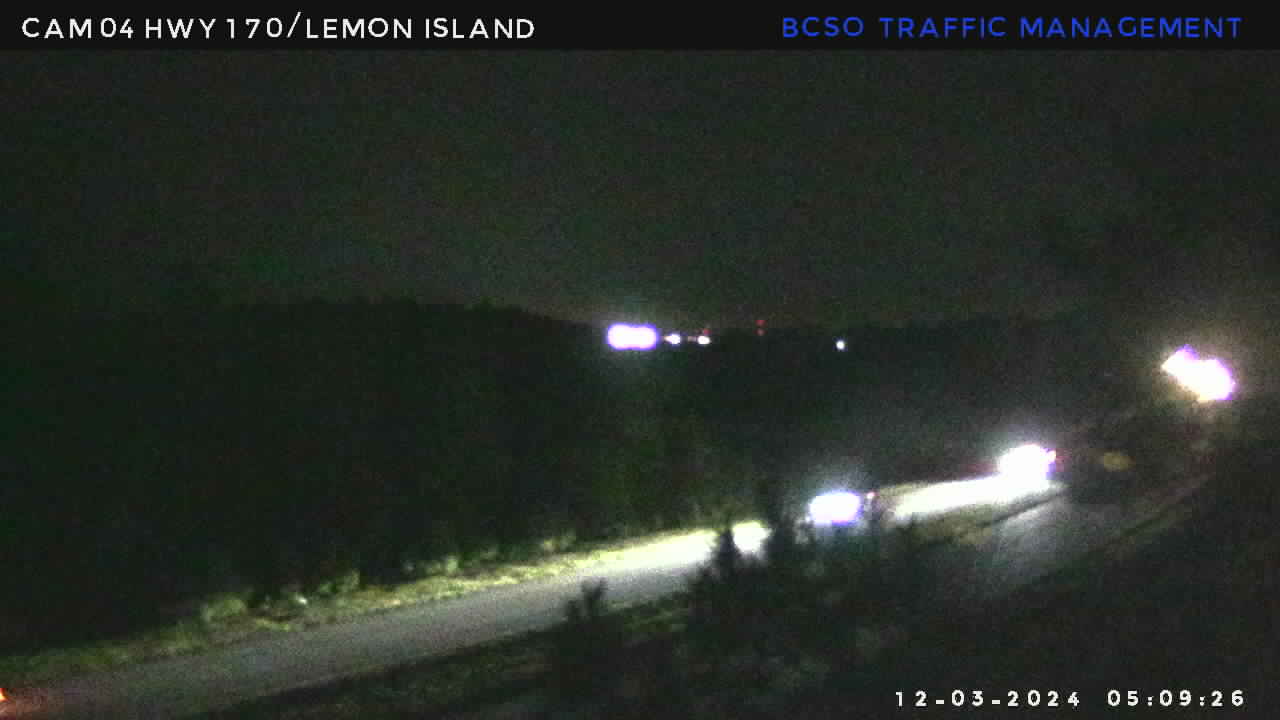 CAM04 HWY 170/LEMON ISLAND BCSO TRAFFIC MANAGEMENT
12-03-2024 05:09:26